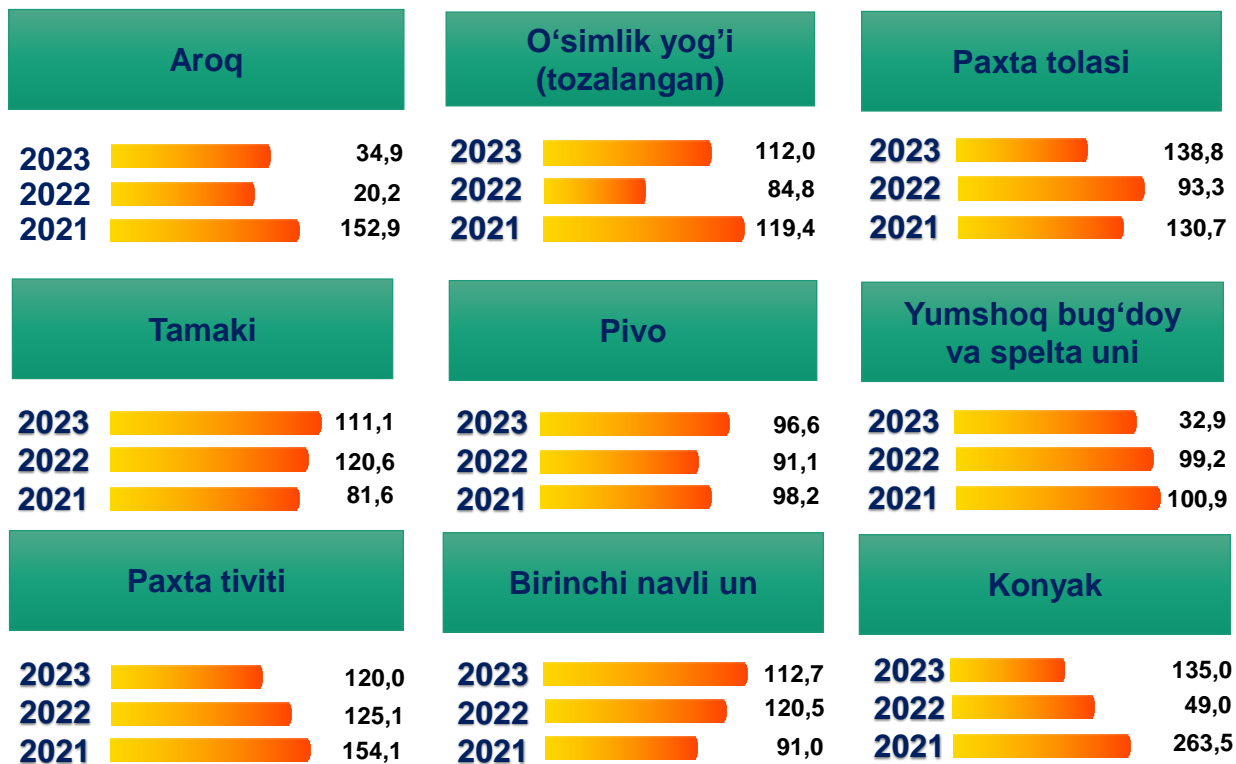 Aroq
2023 34,9
2022 20,2
2021 152,9
O‘simlik yog’i
(tozalangan)
2023 112,0
2022 84,8
2021 119,4
Paxta tolasi
2023 138,8
2022 93,3
2021 130,7
Tamaki
2023 111,1
2022 120,6
2021 81,6
Pivo
2023 96,6
2022 91,1
2021 98,2
Yumshoq bug‘doy
va spelta uni
2023 32,9
2022 99,2
2021 100,9
Paxta tiviti
2023 120,0
2022 125,1
2021 154,1
Birinchi navli un
2023 112,7
2022 120,5
2021 91,0
Konyak
2023 135,0
2022 49,0
2021 263,5